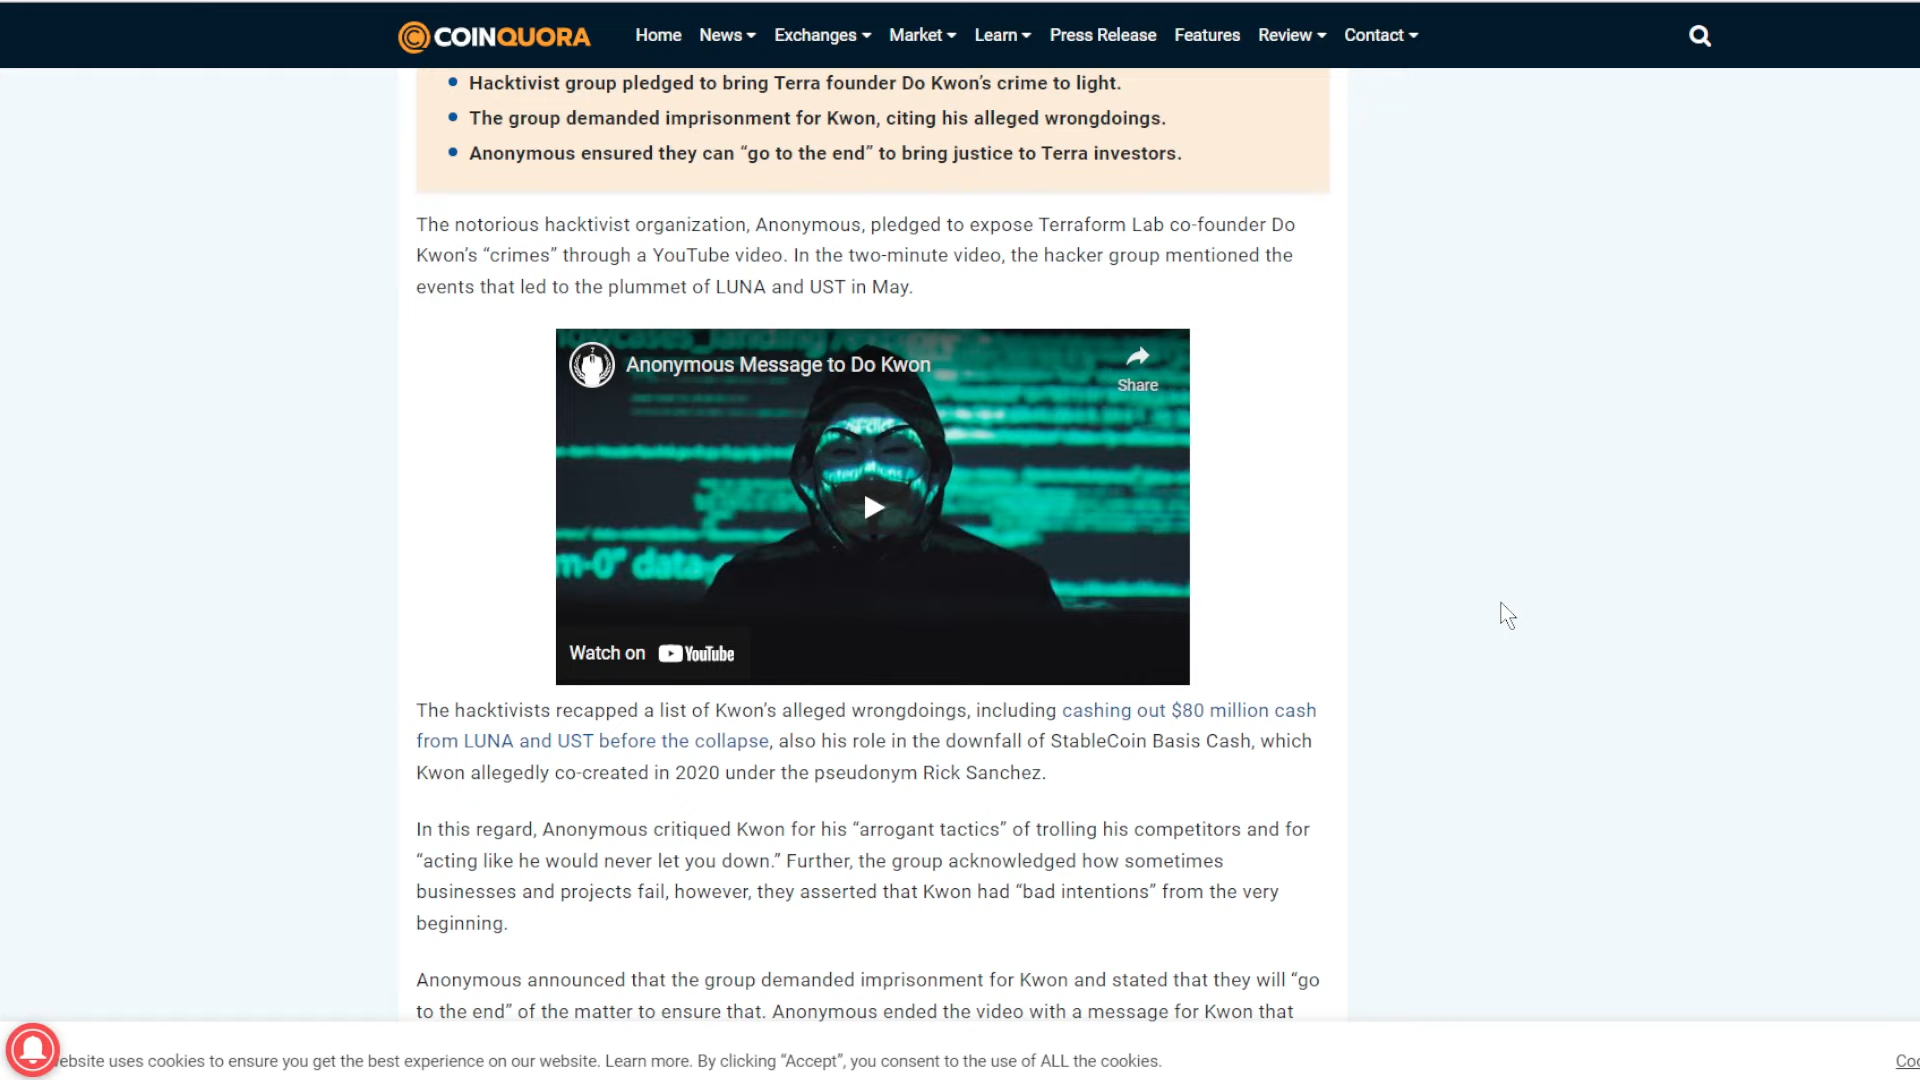 COINQUORA Home News Exchanges Market Learn Press Release Features Review Contact
Hacktivist group pledged to bring Terra founder Do Kwon’s crime to light.
The group demanded imprisonment for Kwon, citing his alleged wrongdoings.
Anonymous ensured they can “go to the end” to bring justice to Terra investors.
The notorious hacktivist organization, Anonymous, pledged to expose Terraform Lab co-founder Do
Kwon’s “crimes” through a YouTube video. In the two-minute video, the hacker group mentioned the
events that led to the plummet of LUNA and UST in May.
Anonymous Message to Do Kwon
Share
m-0" data-
Watch on YouTube
The hacktivists recapped a list of Kwon’s alleged wrongdoings, including cashing out $80 million cash
from LUNA and UST before the collapse, also his role in the downfall of StableCoin Basis Cash, which
Kwon allegedly co-created in 2020 under the pseudonym Rick Sanchez.
In this regard, Anonymous critiqued Kwon for his “arrogant tactics” of trolling his competitors and for
“acting like he would never let you down.” Further, the group acknowledged how sometimes
businesses and projects fail, however, they asserted that Kwon had “bad intentions” from the very
beginning.
Anonymous announced that the group demanded imprisonment for Kwon and stated that they will “go
to the end” of the matter to ensure that. Anonymous ended the video with a message for Kwon that
ebsite uses cookies to ensure you get the best experience on our website. Learn more. By clicking “Accept”, you consent to the use of ALL the cookies. Coo